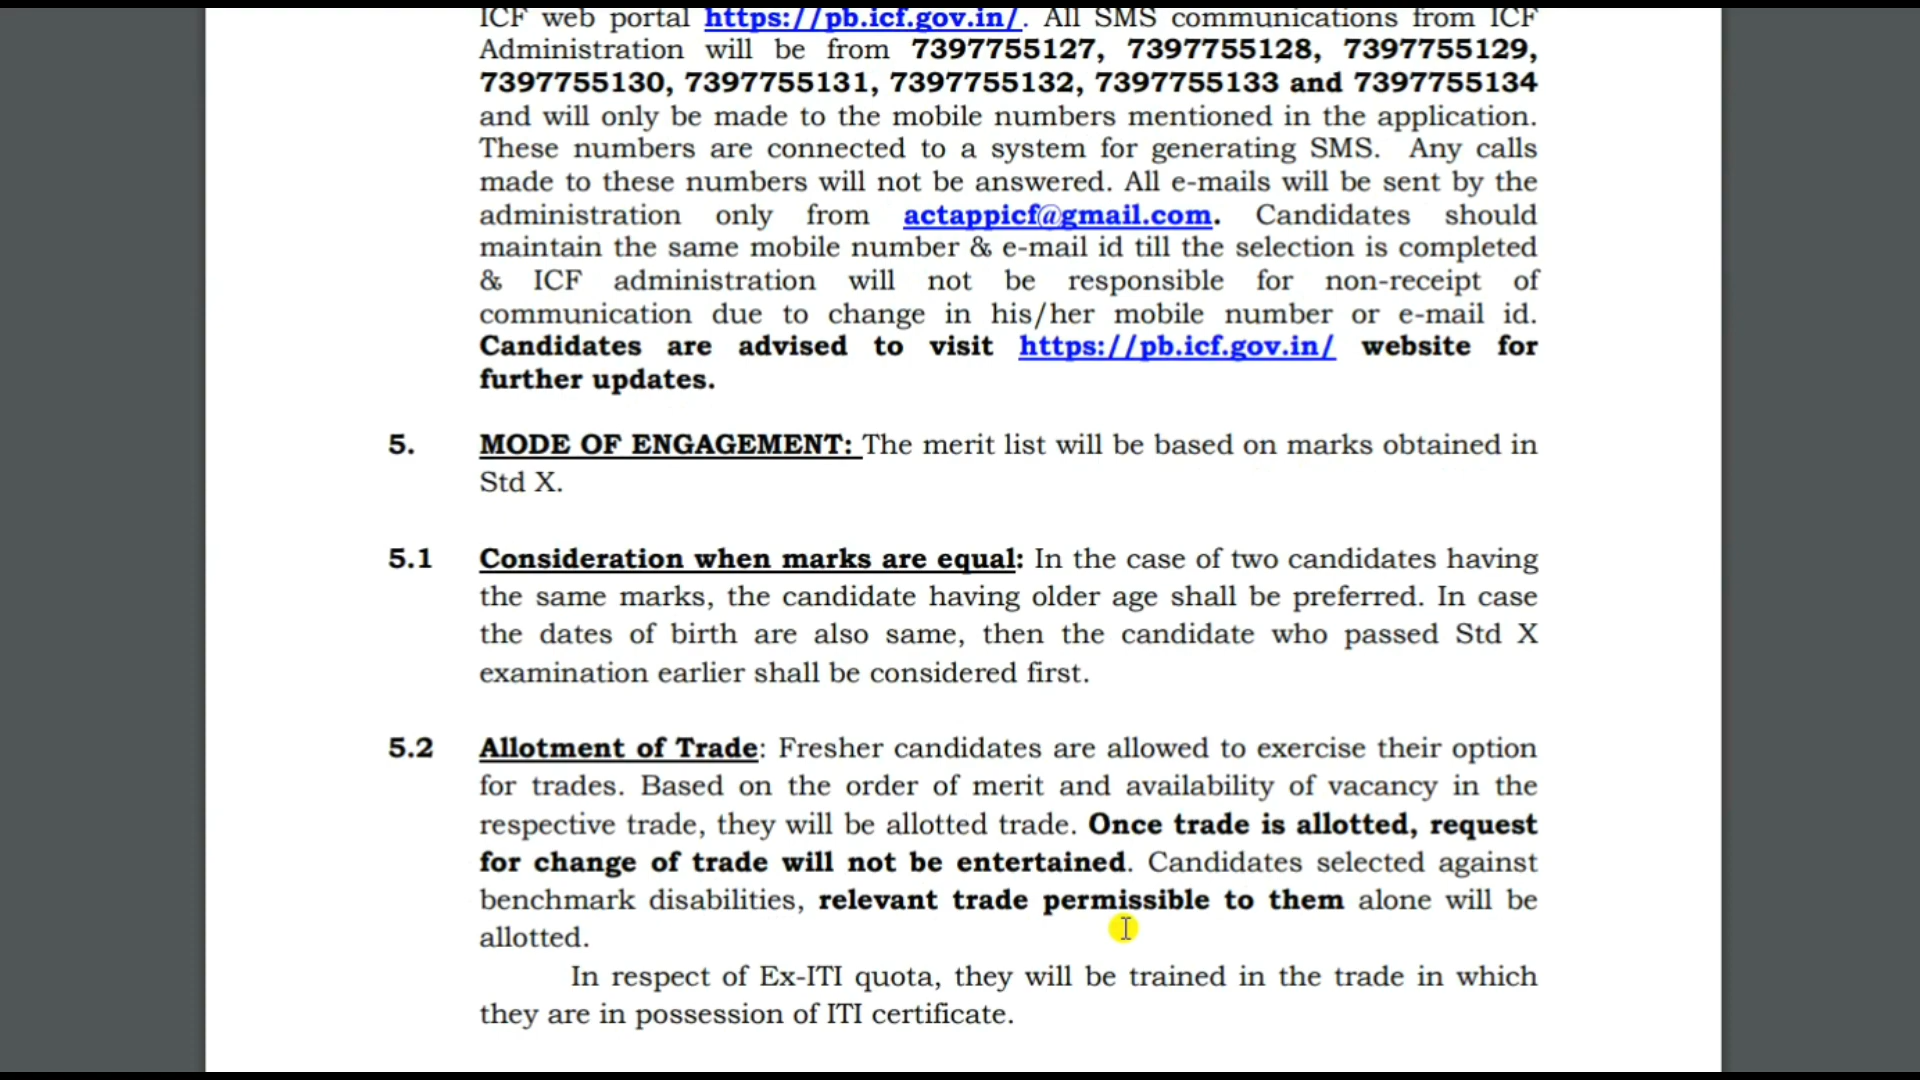 ICF web portal https://pb.icf.gov.in/. All SMS communications from ICF
Administration will be from 7397755127, 7397755128, 7397755129,
7397755130, 7397755131, 7397755132, 7397755133 and 7397755134
and will only be made to the mobile numbers mentioned in the application.
These numbers are connected to a system for generating SMS. Any calls
made to these numbers will not be answered. All e-mails will be sent by the
administration only from actappicf@gmail.com. Candidates should
maintain the same mobile number & e-mail id till the selection is completed
& ICF administration will not be responsible for non-receipt of
communication due to change in his/her mobile number or e-mail id.
Candidates are advised to visit https://pb.icf.gov.in/ website for
further updates.
5. MODE OF ENGAGEMENT: The merit list will be based on marks obtained in
Std X.
5.1 Consideration when marks are equal: In the case of two candidates having
the same marks, the candidate having older age shall be preferred. In case
the dates of birth are also same, then the candidate who passed Std X
examination earlier shall be considered first.
5.2 Allotment of Trade: Fresher candidates are allowed to exercise their option
for trades. Based on the order of merit and availability of vacancy in the
respective trade, they will be allotted trade. Once trade is allotted, request
for change of trade will not be entertained. Candidates selected against
benchmark disabilities, relevant trade permissible to them alone will be
allotted.
In respect of Ex-ITI quota, they will be trained in the trade in which
they are in possession of ITI certificate.